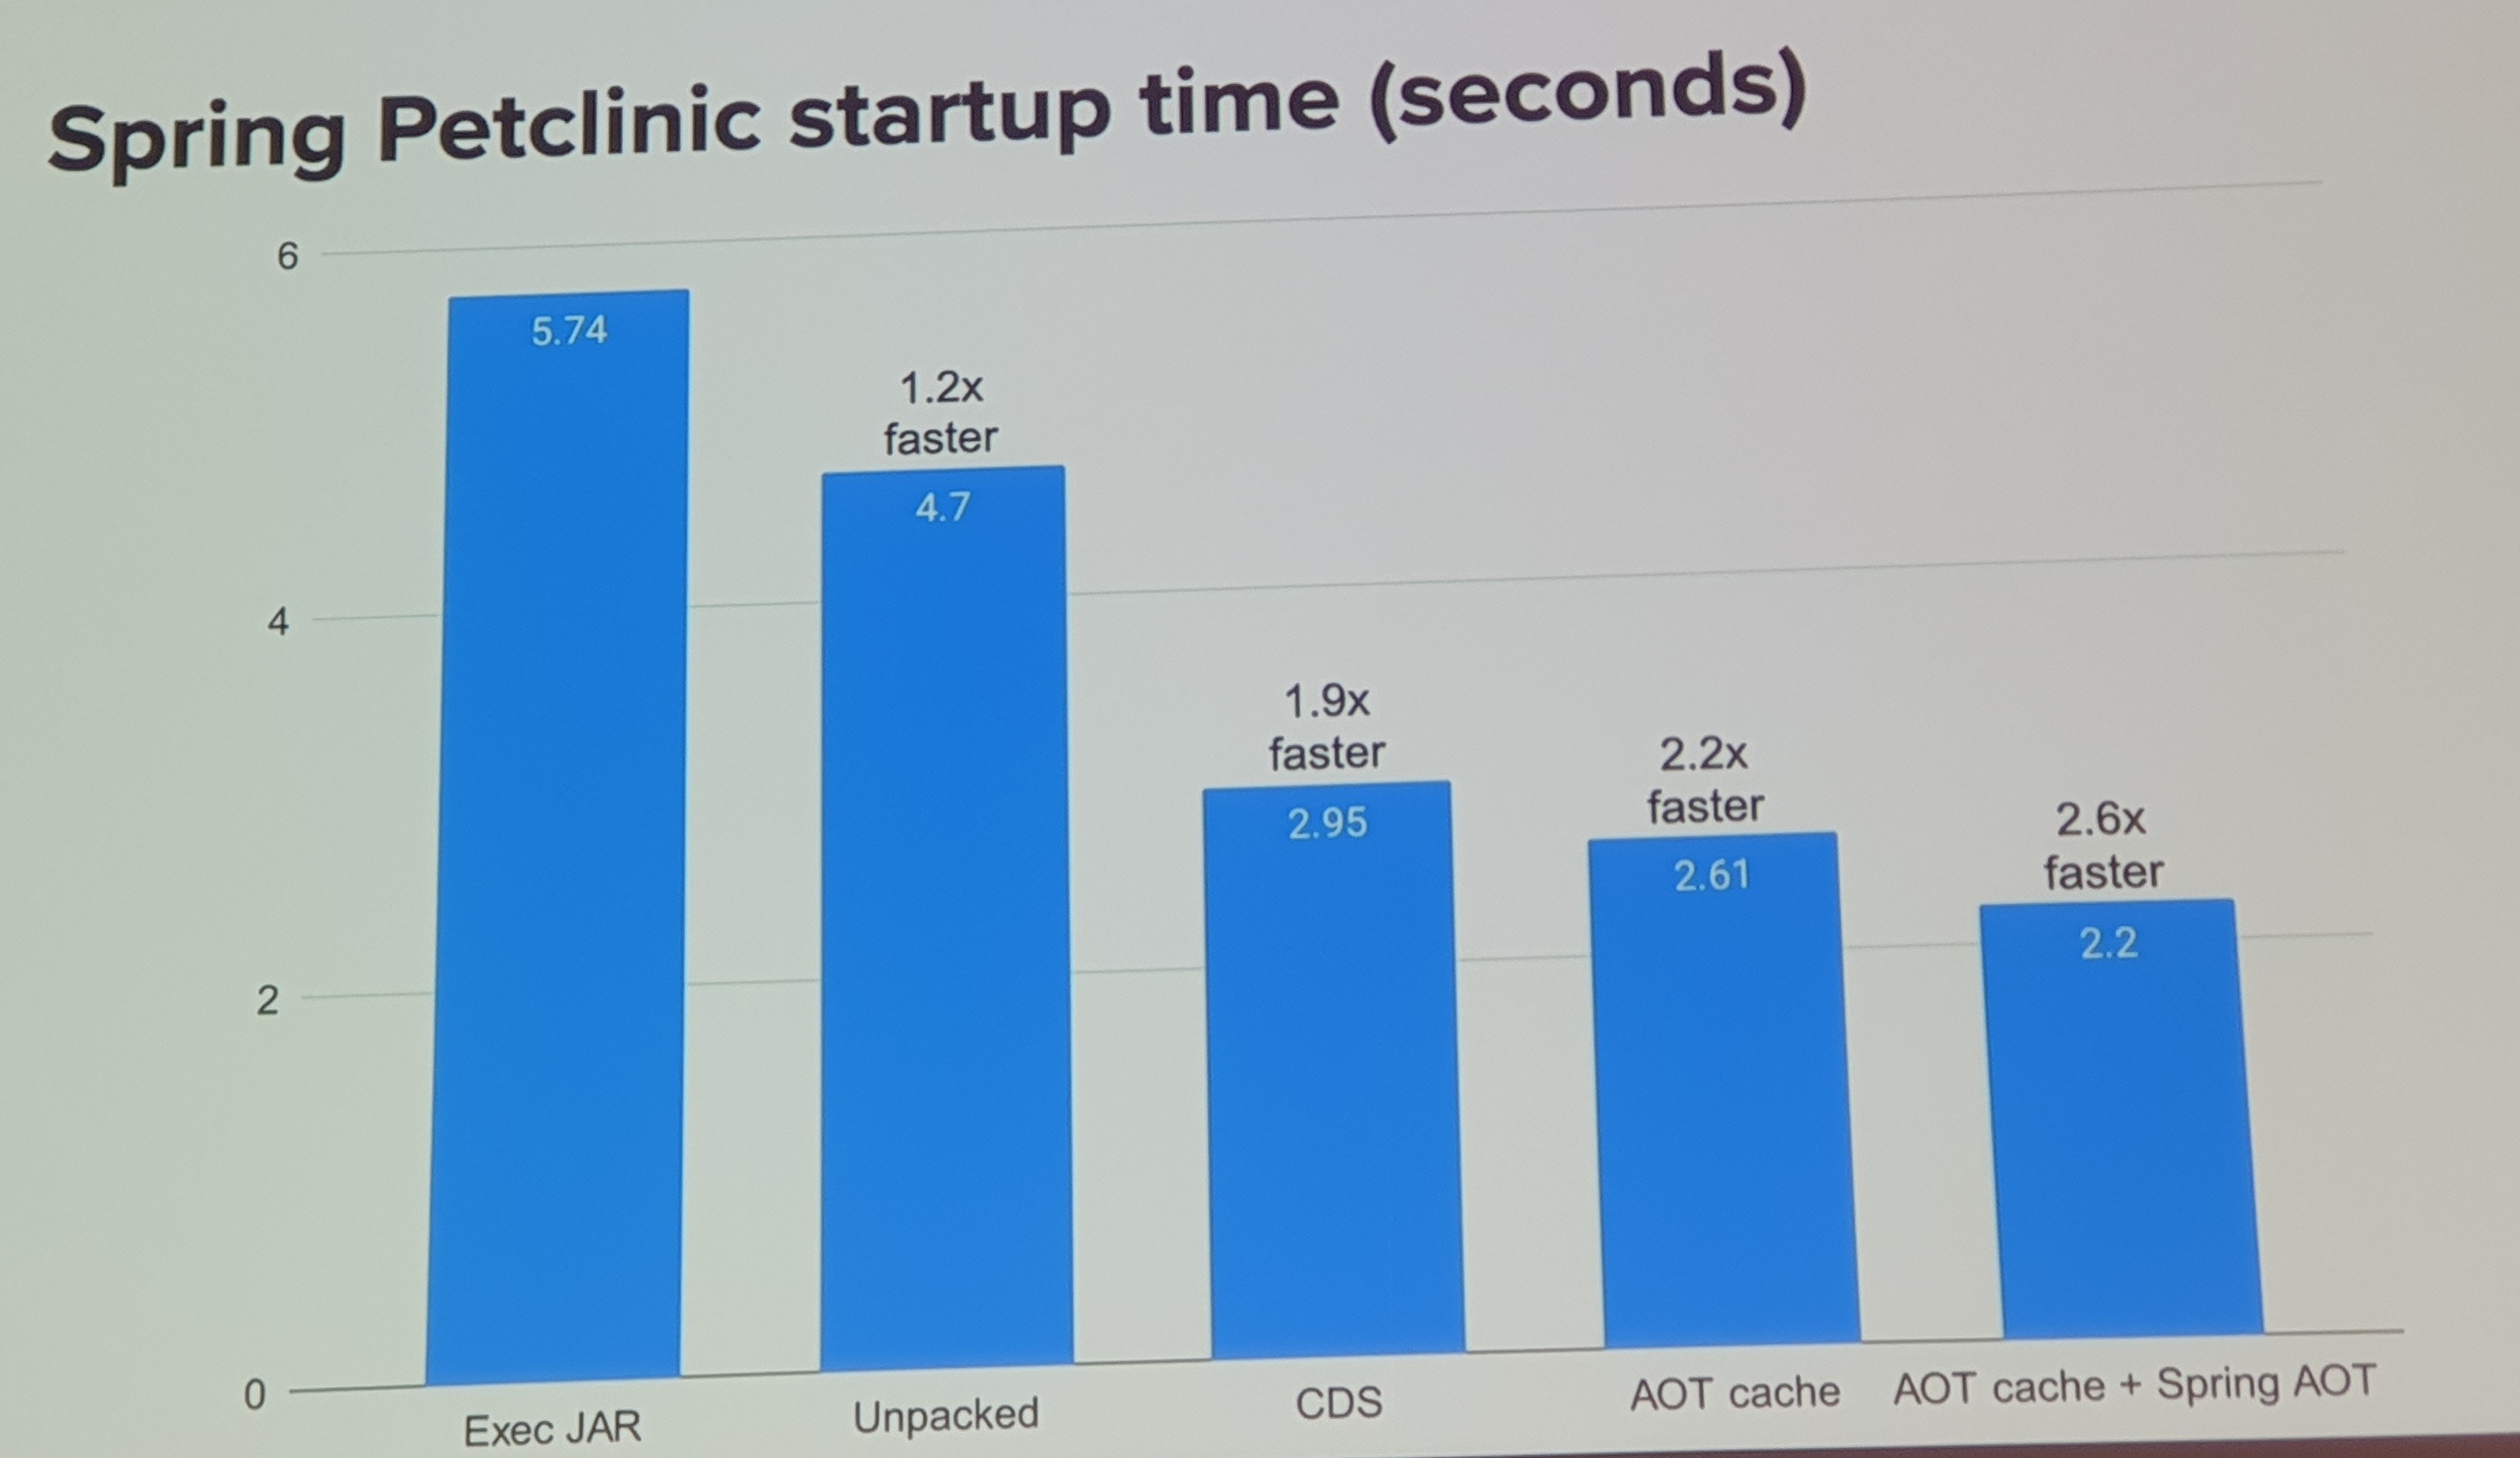 Spring Petclinic startup time (seconds)
6
5.74
1.2x
faster
4.7
4
1.9x
faster
2.95
2.2x
faster
2.61
2.6x
faster
2.2
2
0
Exec JAR
Unpacked
CDS
AOT cache
AOT cache + Spring AOT